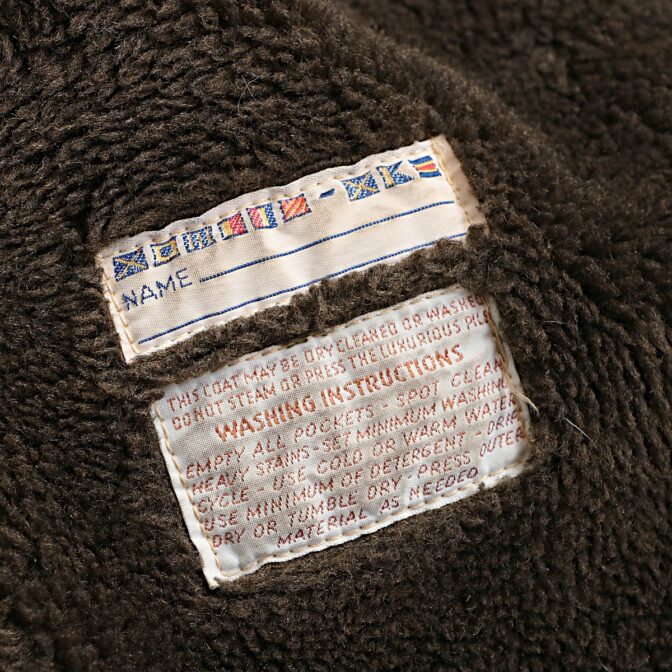 NAME
THIS COAT MAY BE DRY CLEANED OR WASHED
DO NOT STEAM OR PRESS THE LUXURIOUS PILE
WASHING INSTRUCTIONS
EMPTY ALL POCKETS - SPOT CLEAN
HEAVY STAINS - SET MINIMUM WASHING
CYCLE USE COLD OR WARM WATER
USE MINIMUM OF DETERGENT DRIP
DRY OR TUMBLE DRY - PRESS OUTER
MATERIAL AS NEEDED